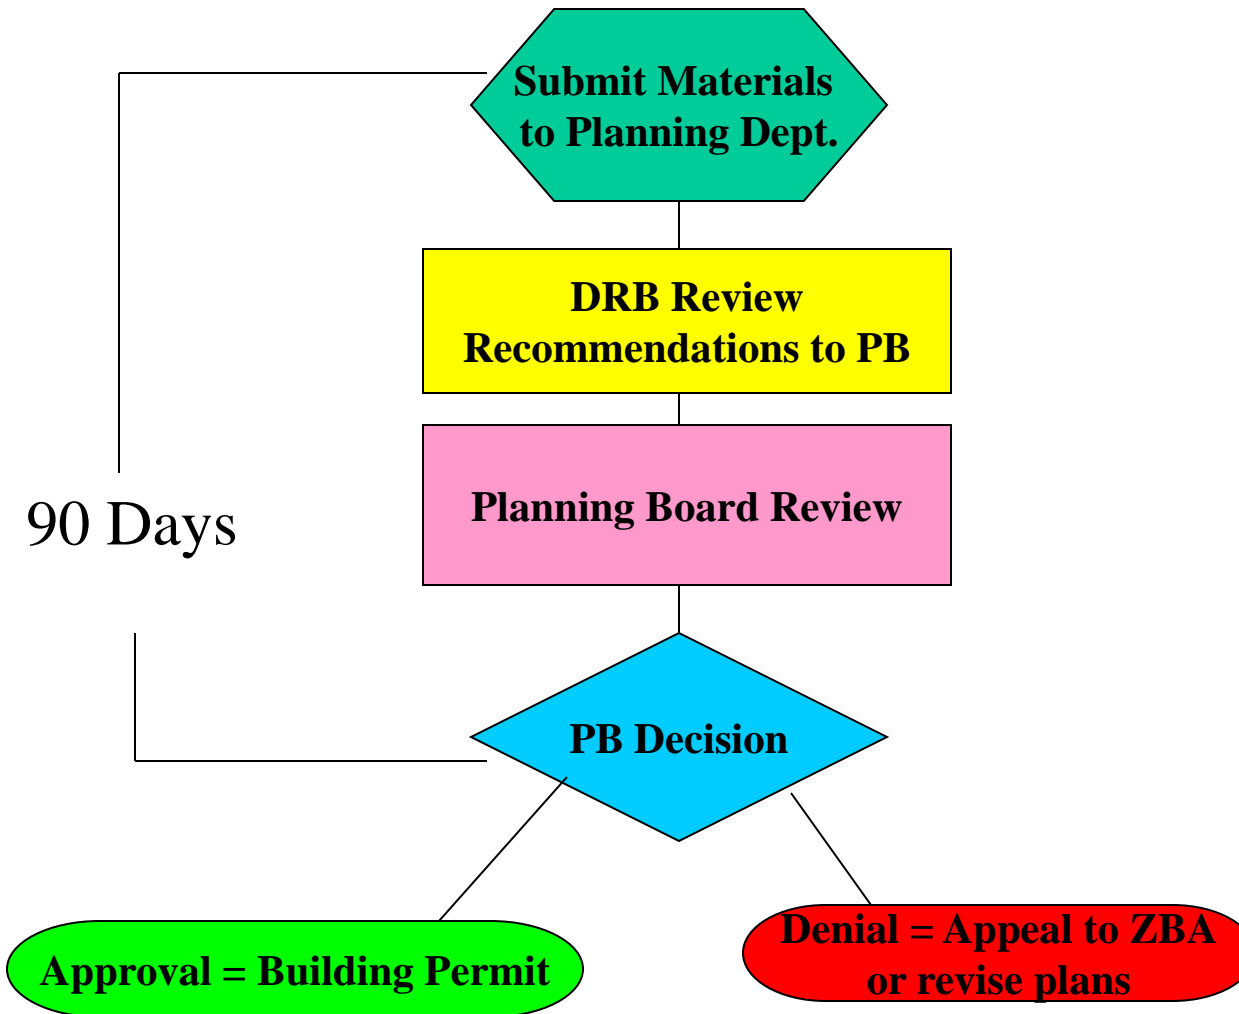 Submit Materials
to Planning Dept.
DRB Review
Recommendations to PB
Planning Board Review
90 Days
PB Decision
Approval = Building Permit
Denial = Appeal to ZBA
or revise plans